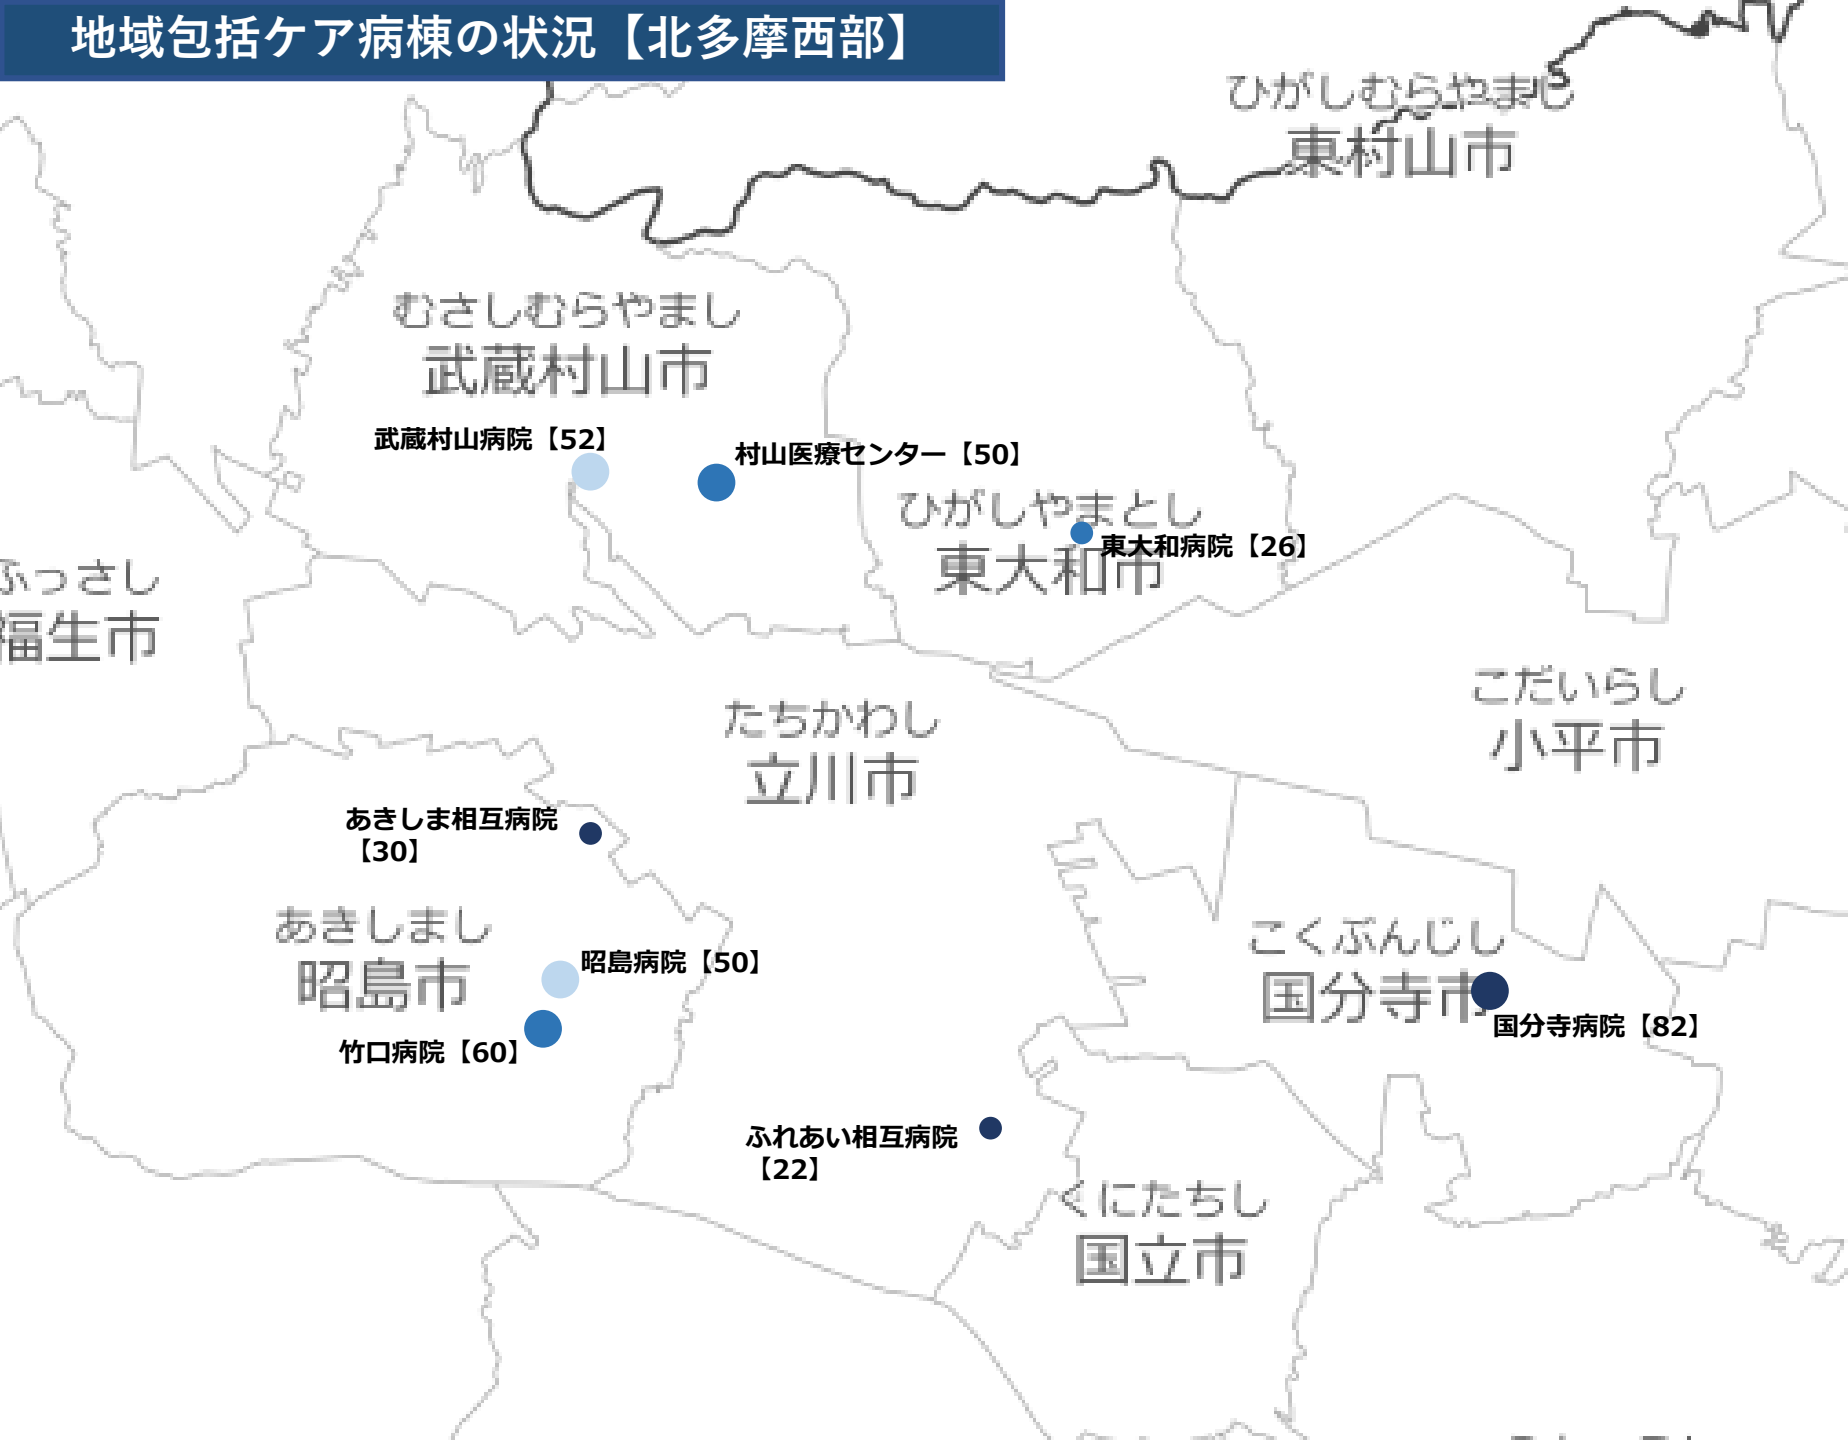 地域包括ケア病棟の状況【北多摩西部】
ひがしむらやまし
東村山市
むさしむらやまし
武蔵村山市
武蔵村山病院【52】
村山医療センター【50】
ひがしやまとし
東大和市
東大和病院【26】
ふっさし
福生市
こだいらし
小平市
たちかわし
立川市
あきしま相互病院
【30】
あきしまし
昭島市
昭島病院【50】
竹口病院【60】
こくぶんじし
国分寺市
国分寺病院【82】
ふれあい相互病院
【22】
くにたちし
国立市